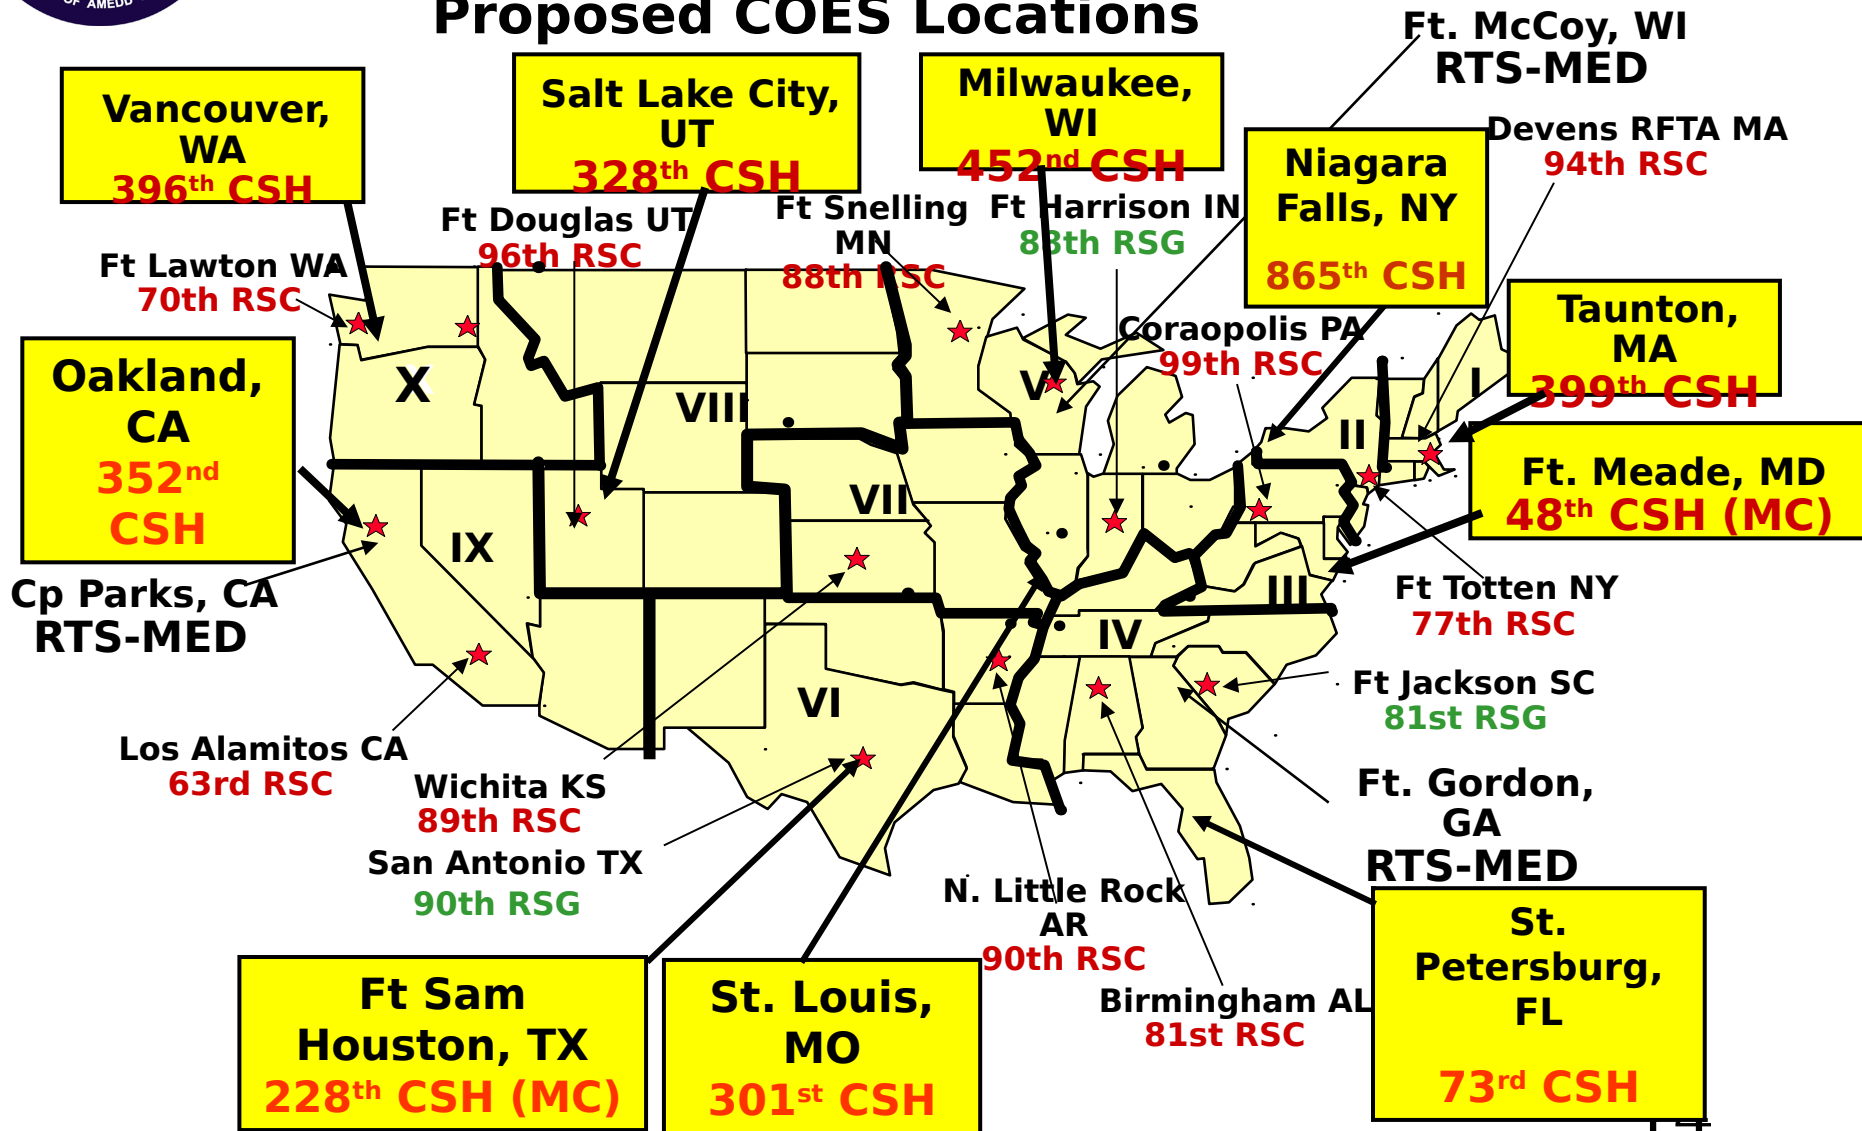 OF AMEDD
Proposed COES Locations
Ft. McCoy, WI
RTS-MED
Vancouver,
WA
396th CSH
Salt Lake City,
UT
328th CSH
Milwaukee,
WI
452nd CSH
Niagara
Falls, NY
865th CSH
Devens RFTA MA
94th RSC
Ft Douglas UT
96th RSC
Ft Snelling
MN
88th RSC
Ft Harrison IN
88th RSG
Ft Lawton WA
70th RSC
Taunton,
MA
399th CSH
Coraopolis PA
99th RSC
Oakland,
CA
352nd
CSH
X
VIII
V
II
I
Ft. Meade, MD
48th CSH (MC)
VII
IX
III
IV
VI
Cp Parks, CA
RTS-MED
Ft Totten NY
77th RSC
Ft Jackson SC
81st RSG
Los Alamitos CA
63rd RSC
Wichita KS
89th RSC
San Antonio TX
90th RSG
Ft. Gordon,
GA
RTS-MED
N. Little Rock
AR
90th RSC
Birmingham AL
81st RSC
Ft Sam
Houston, TX
228th CSH (MC)
St. Louis,
MO
301st CSH
St.
Petersburg,
FL
73rd CSH